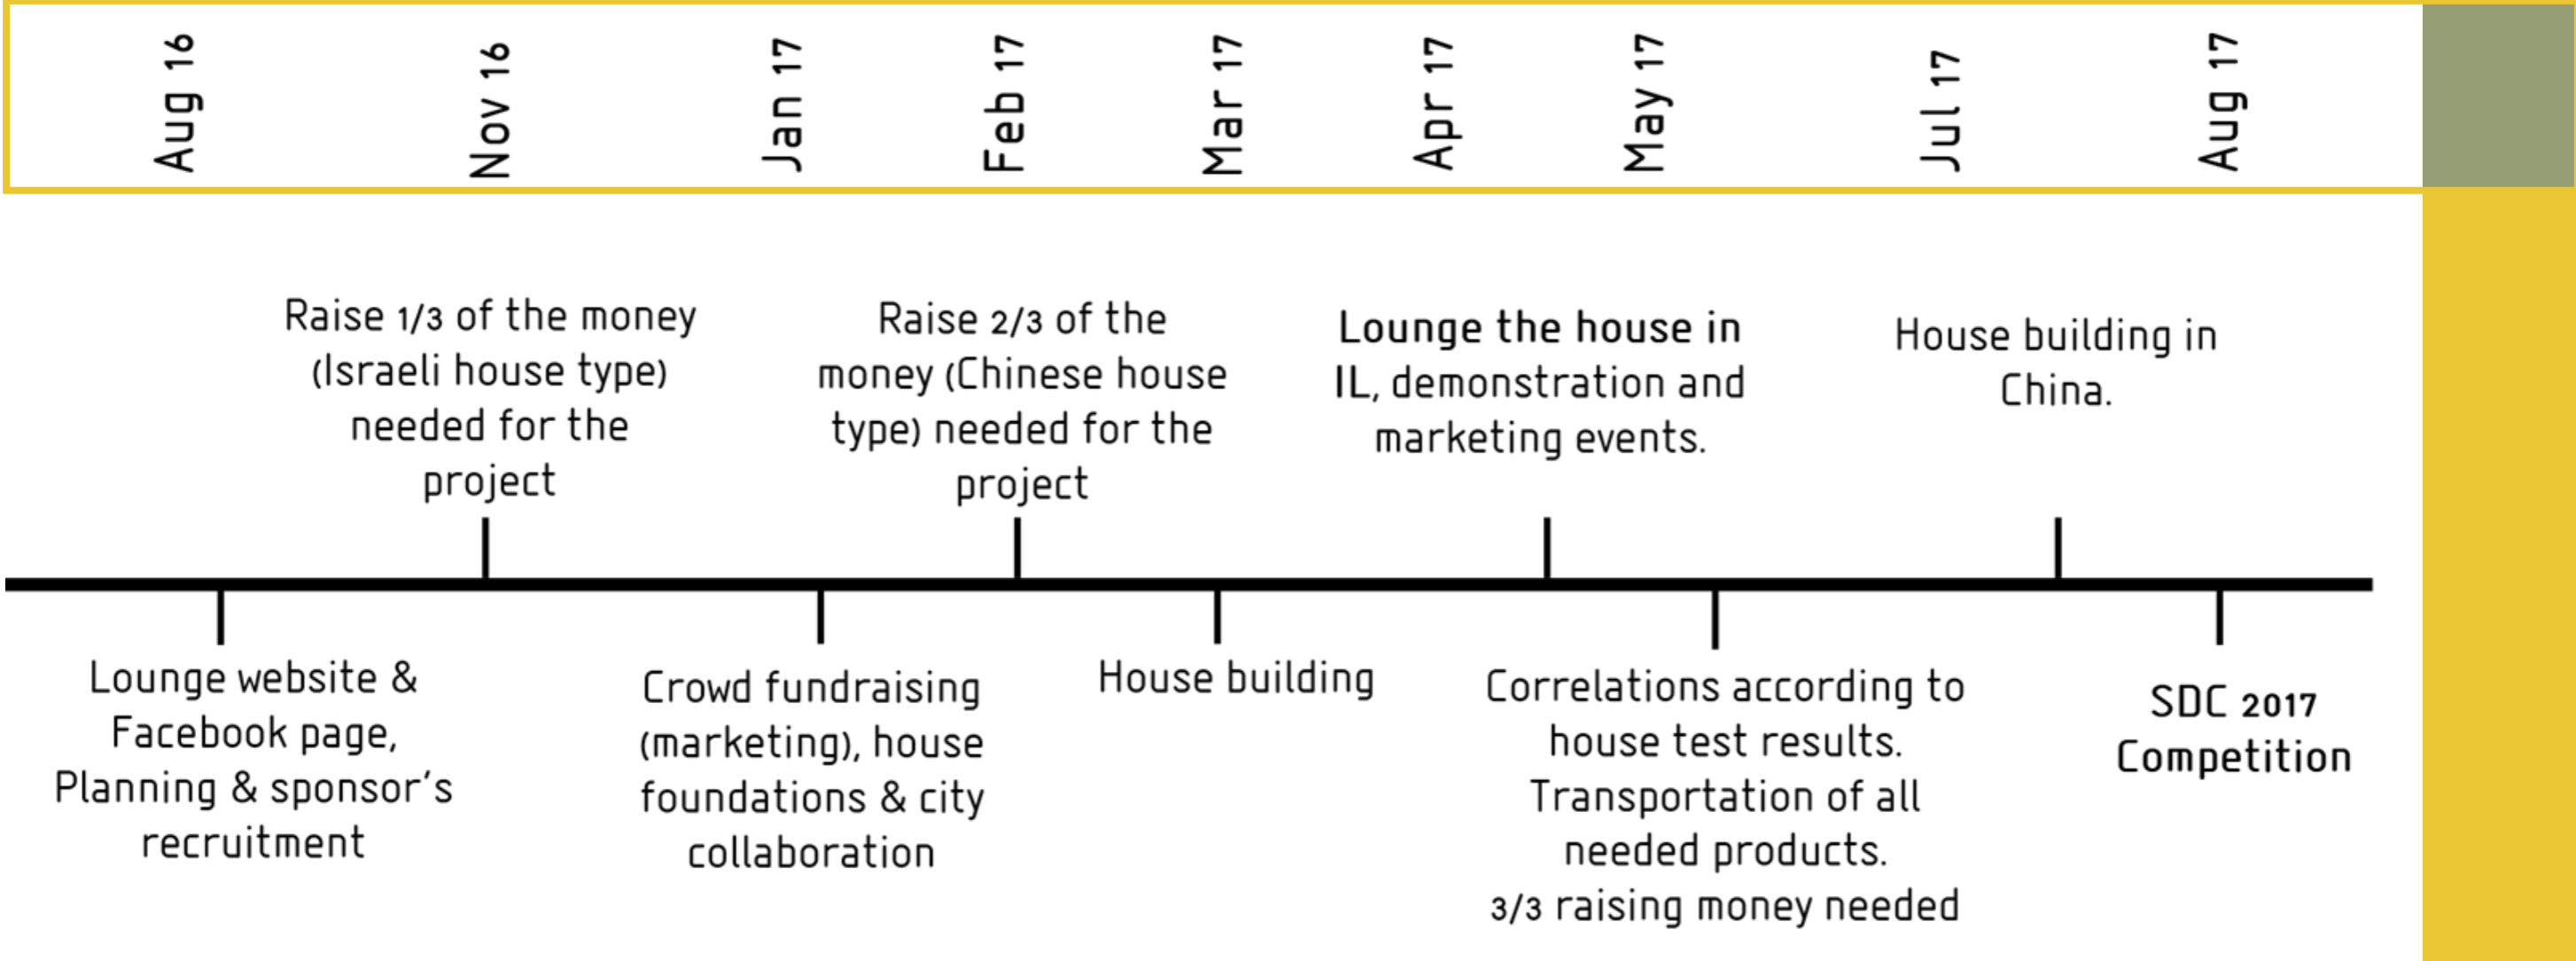 Aug 16
Nov 16
Jan 17
Feb 17
Mar 17
Apr 17
May 17
Jul 17
Aug 17
Raise 1/3 of the money
(Israeli house type)
needed for the
project
Raise 2/3 of the
money (Chinese house
type) needed for the
project
Lounge the house in
IL, demonstration and
marketing events.
House building in
China.
Lounge website &
Facebook page,
Planning & sponsor's
recruitment
Crowd fundraising
(marketing), house
foundations & city
collaboration
House building
Correlations according to
house test results.
Transportation of all
needed products.
3/3 raising money needed
SDC 2017
Competition